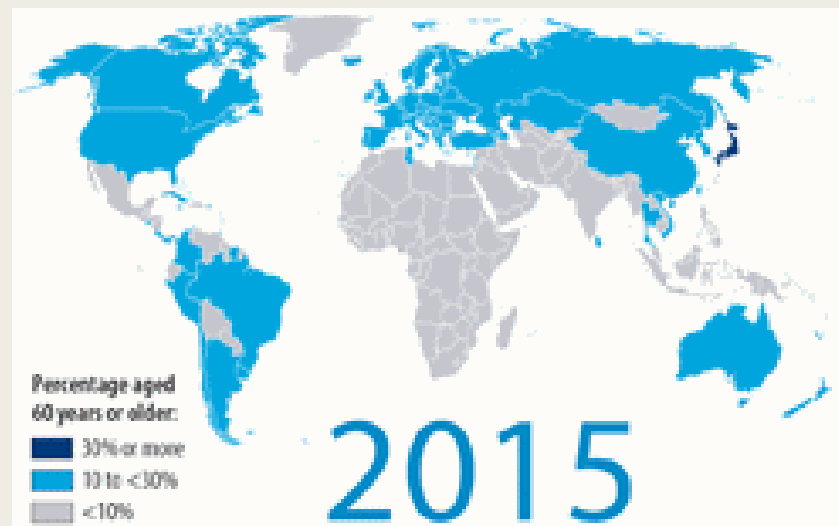 Percentage aged
60 years or older:
30% or more
10 to <30%
<10%
2015